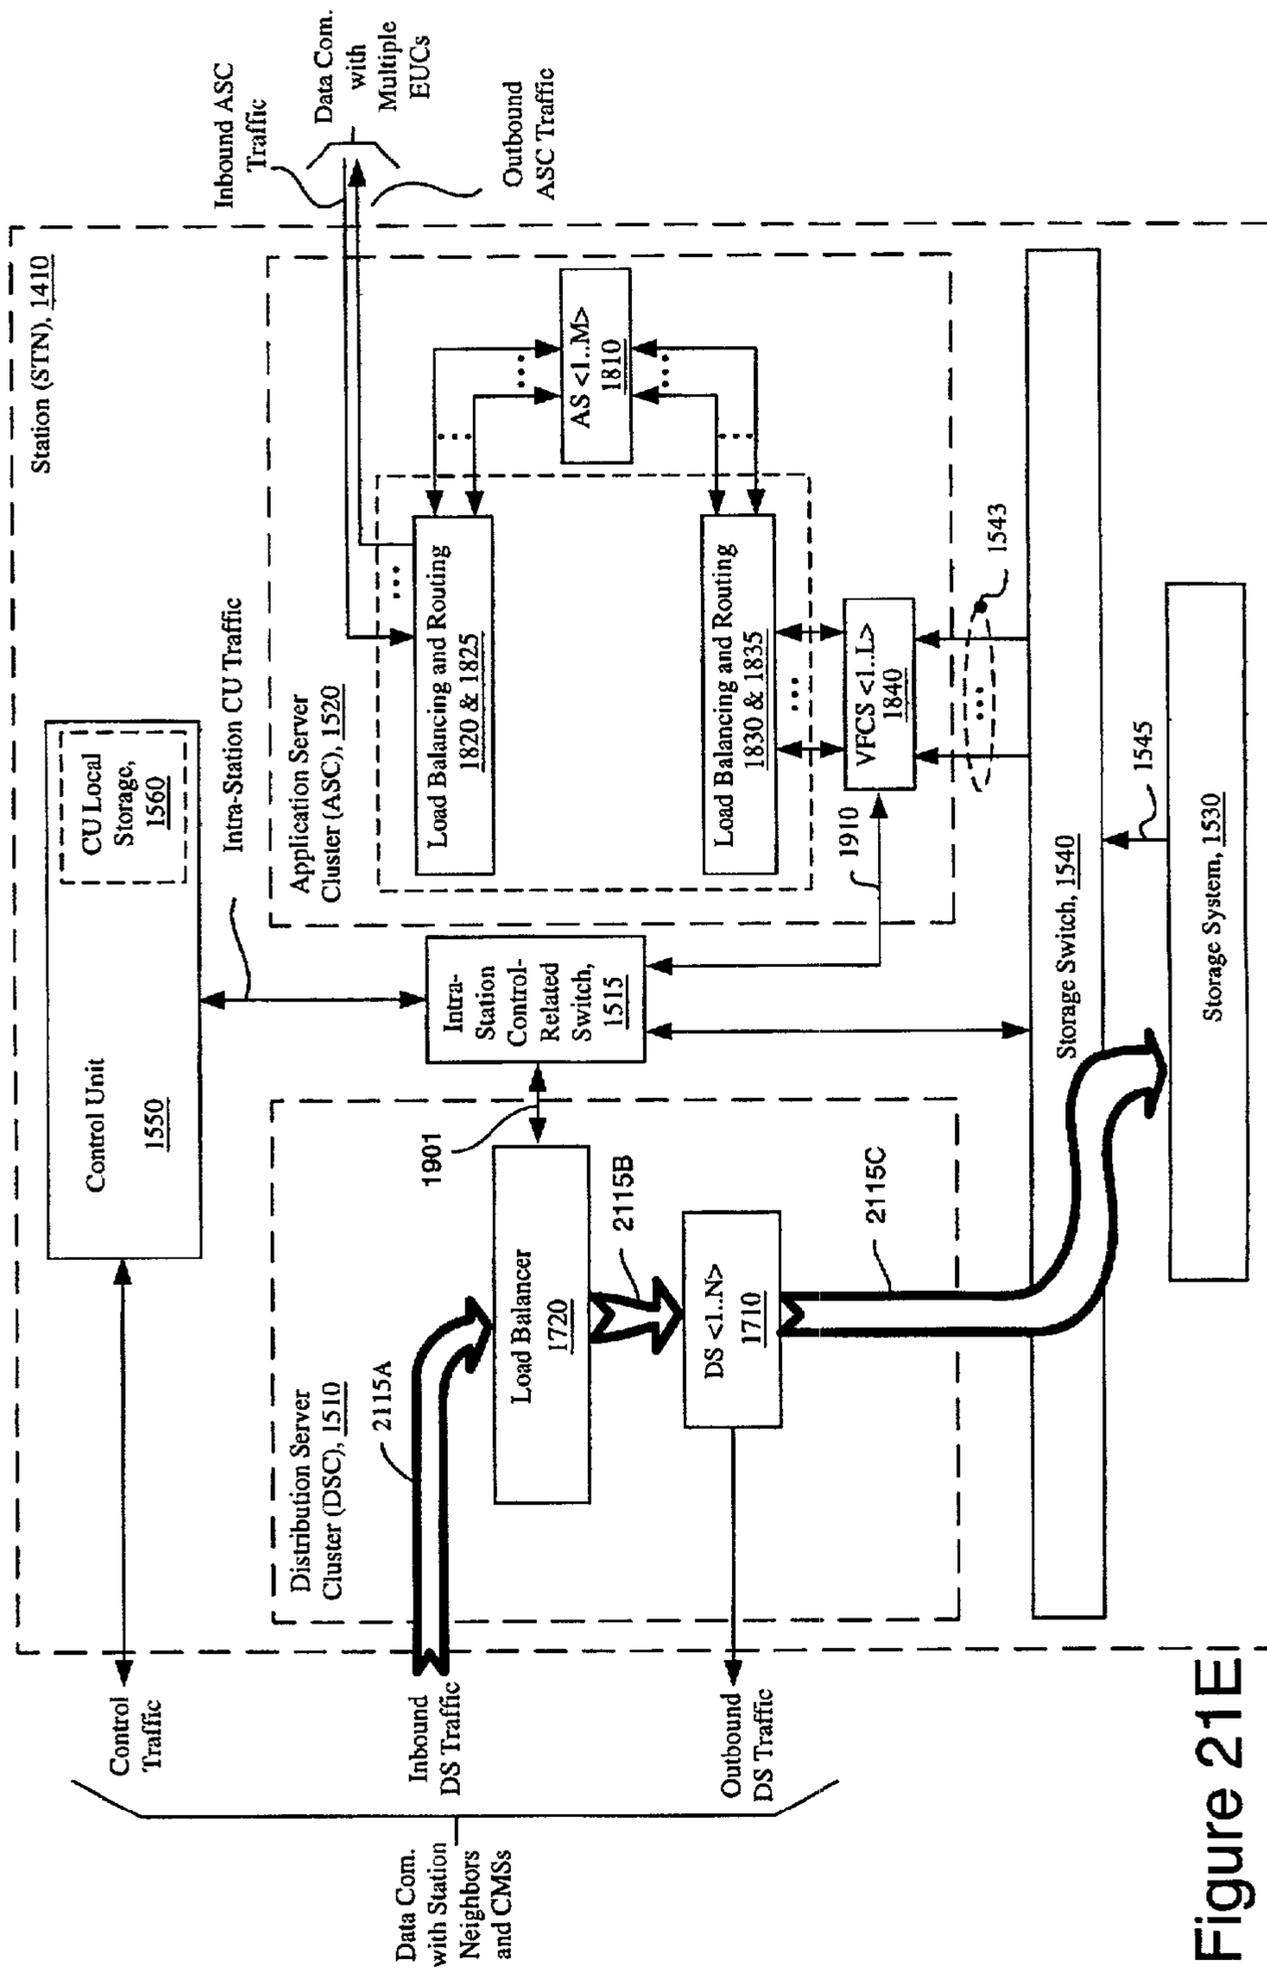 Station (STN), 1410
Control Unit
1550
CU Local
Storage,
1560
Control
Traffic
Intra-Station CU Traffic
Inbound ASC
Traffic
Data Com.
with
Multiple
EUCs
Outbound
ASC Traffic
Distribution Server
Cluster (DSC), 1510
2115A
Inbound
DS Traffic
Load Balancer
1720
1901
2115B
DS <1..N>
1710
2115C
Outbound
DS Traffic
Data Com.
with Station
Neighbors
and CMSs
Intra-
Station
Control-
Related
Switch,
1515
Application Server
Cluster (ASC), 1520
Load Balancing and Routing
1820 & 1825
AS <1..M>
1810
Load Balancing and Routing
1830 & 1835
VFCS <1..L>
1840
1910
1543
Storage Switch, 1540
1545
Storage System, 1530
Figure 21E